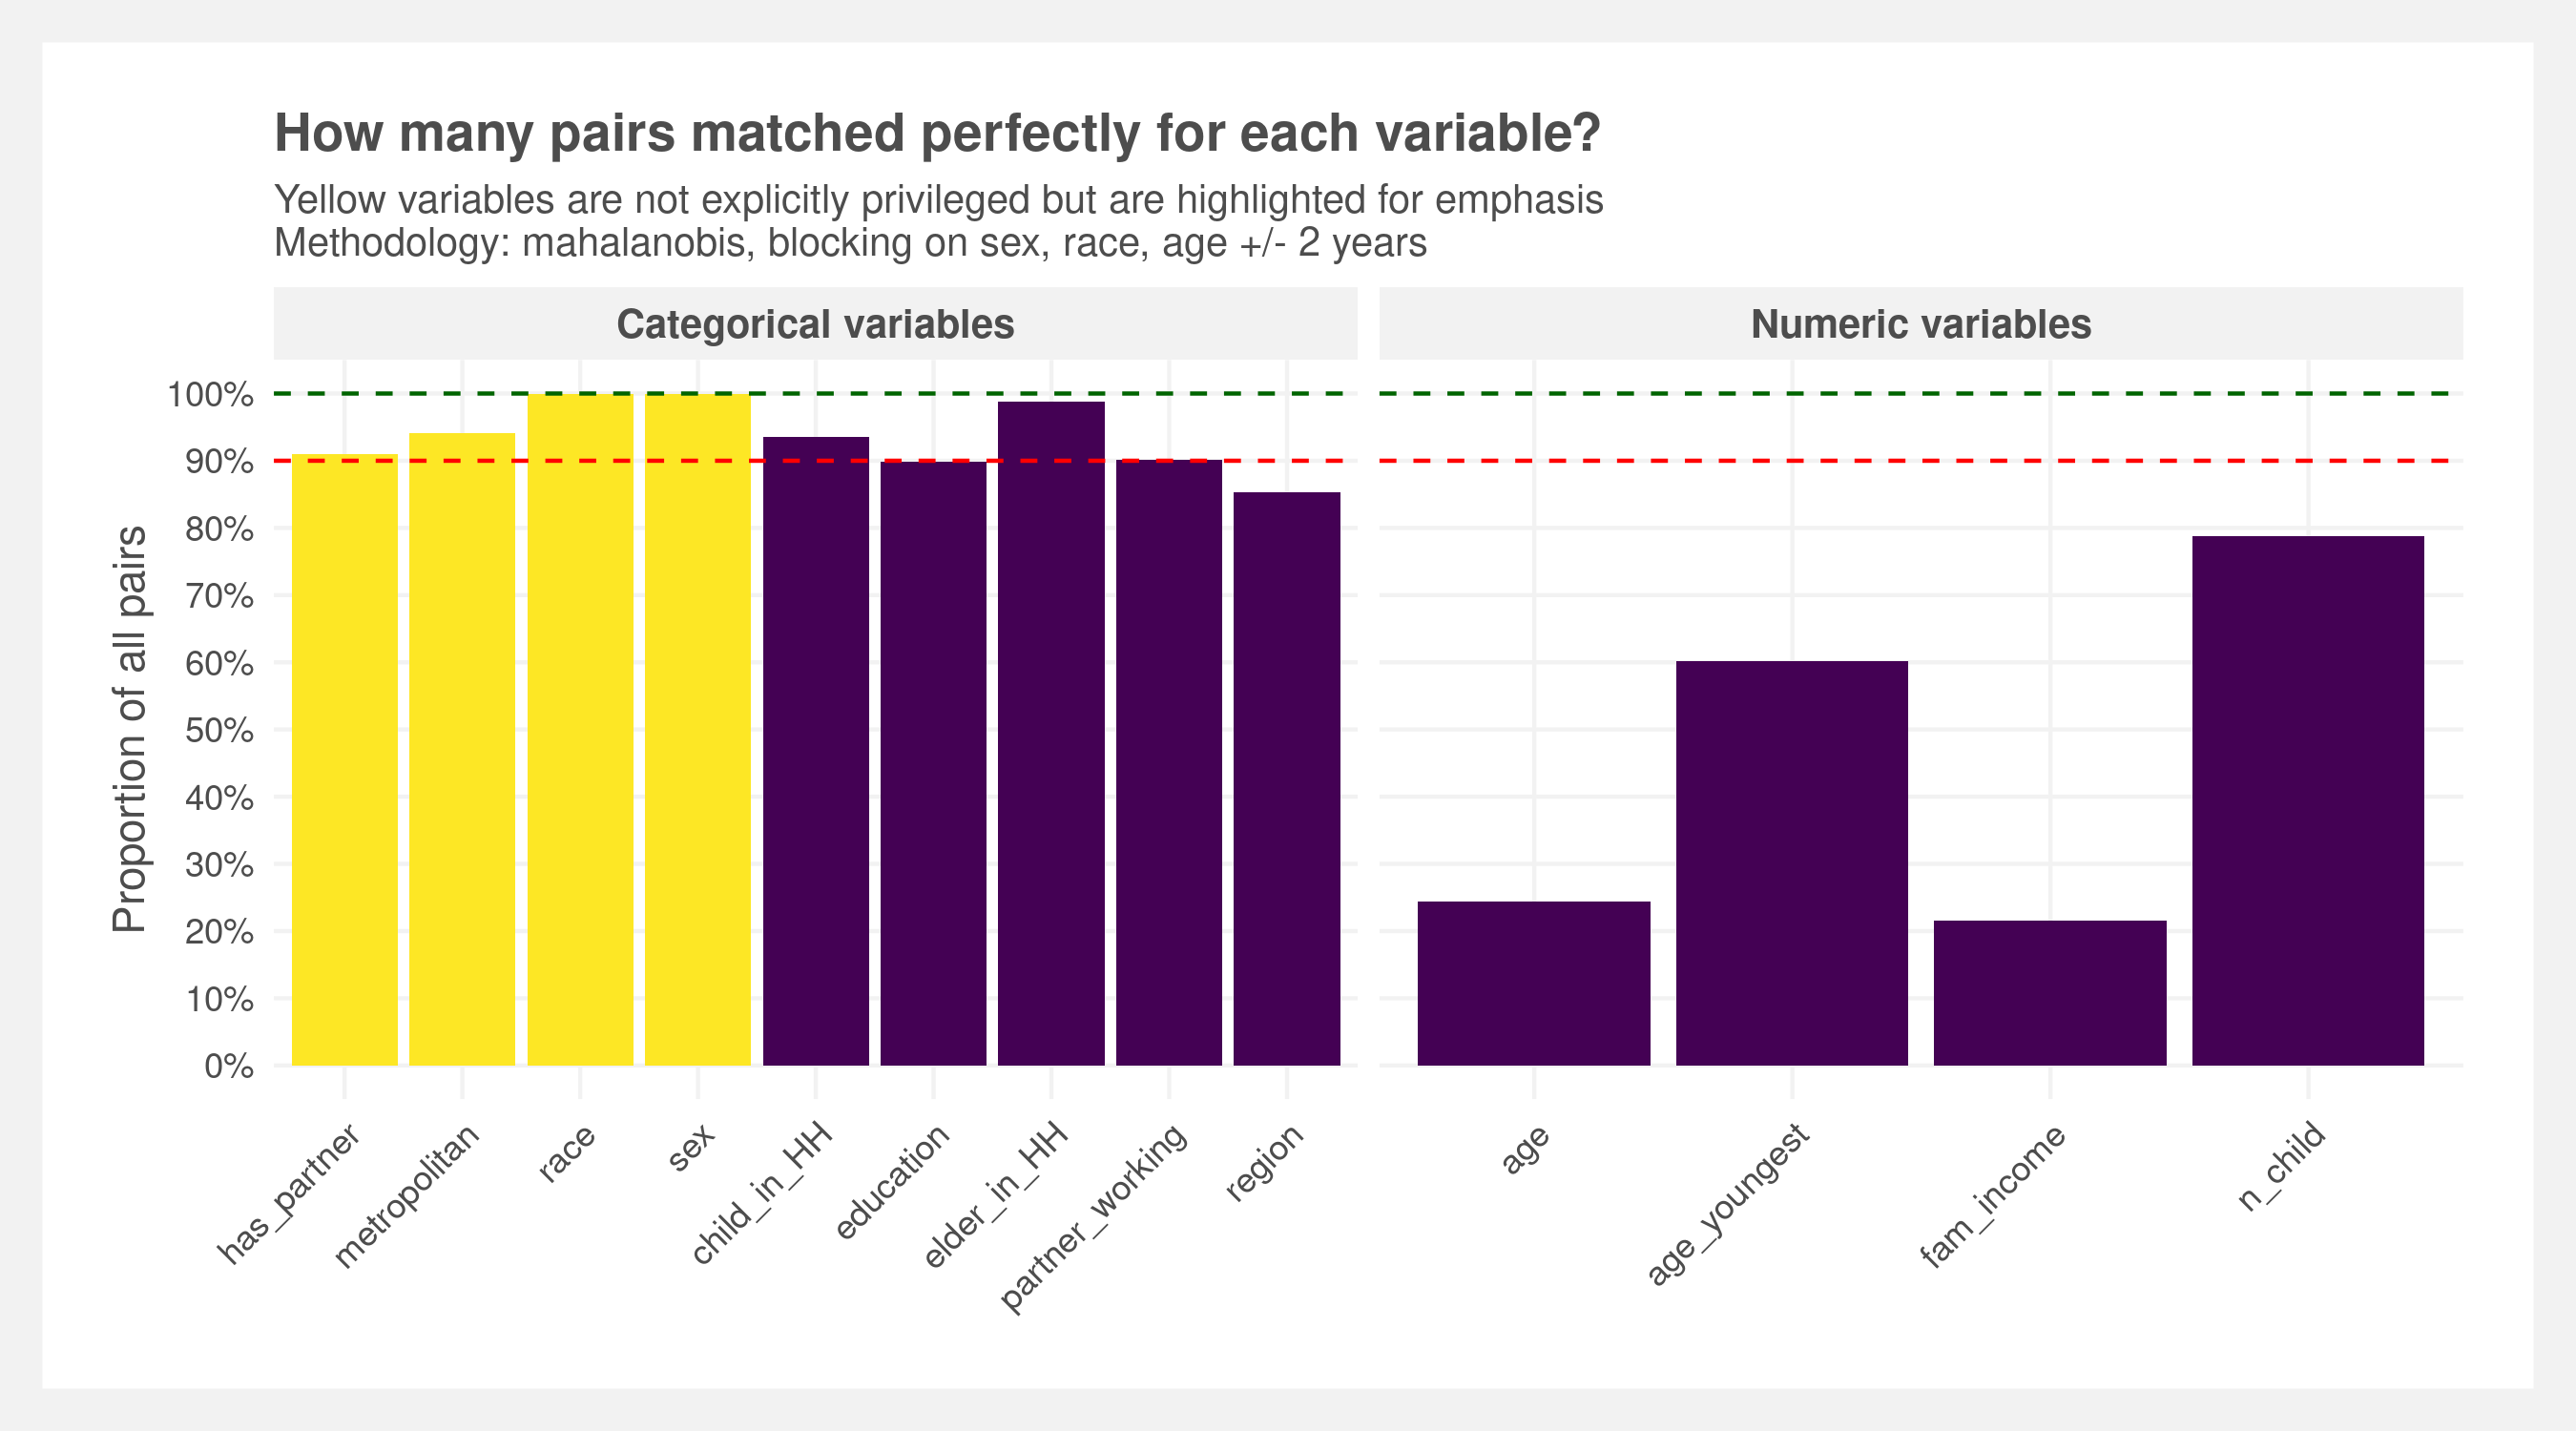 How many pairs matched perfectly for each variable?
Yellow variables are not explicitly privileged but are highlighted for emphasis
Methodology: mahalanobis, blocking on sex, race, age +/- 2 years
Categorical variables
Numeric variables
Proportion of all pairs
100%
90%
80%
70%
60%
50%
40%
30%
20%
10%
0%
has_partner
metropolitan
race
sex
child_in_HH
education
elder_in_HH
partner_working
region
age
age_youngest
fam_income
n_child